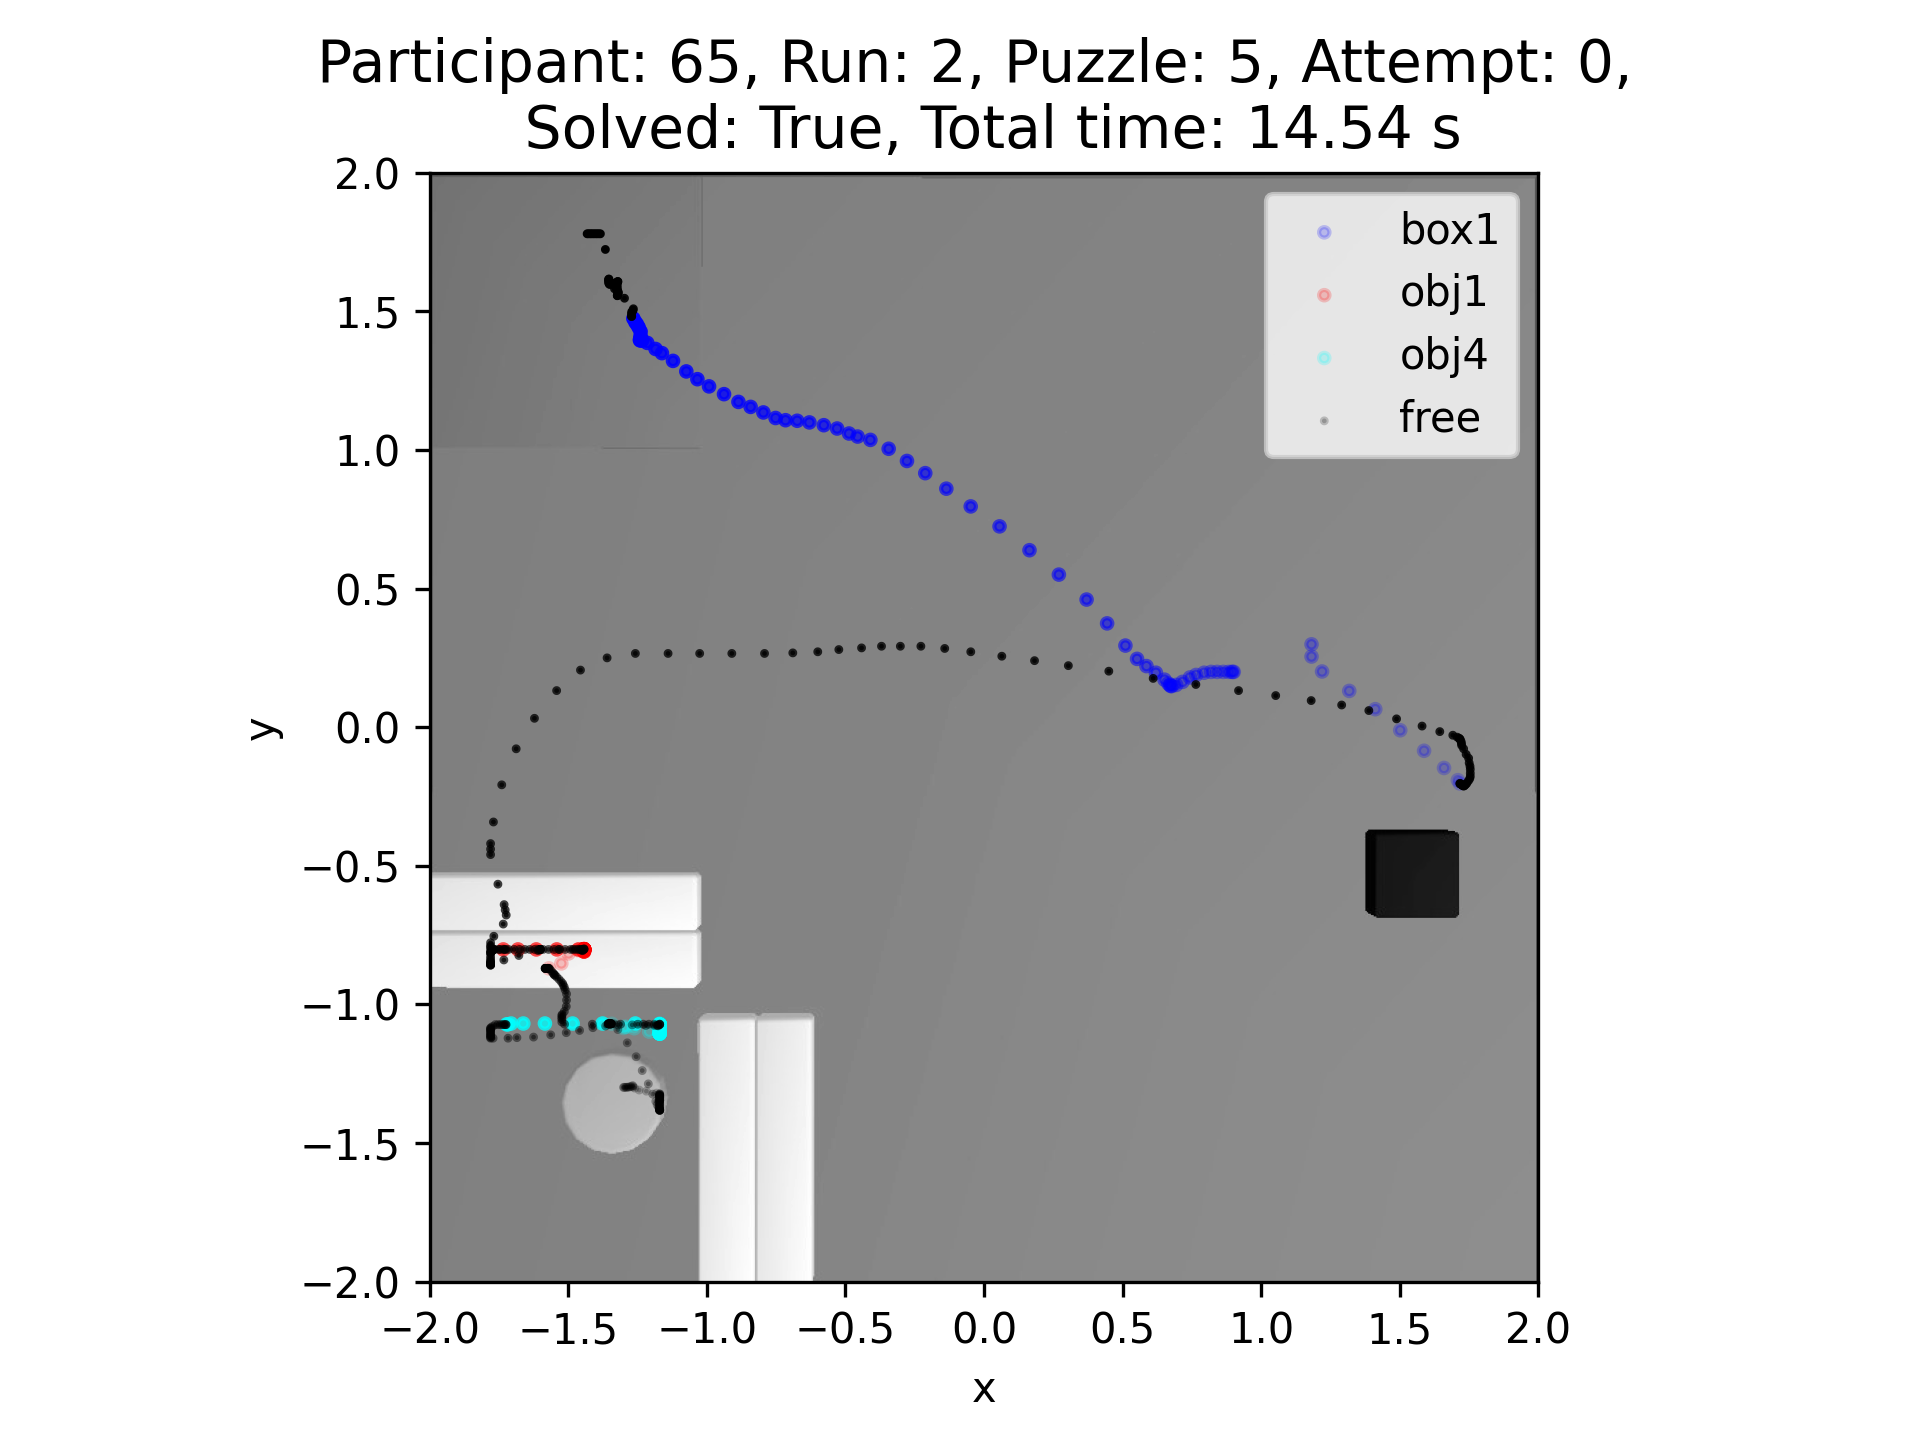 Participant: 65, Run: 2, Puzzle: 5, Attempt: 0,
Solved: True, Total time: 14.54 s
box1
obj1
obj4
free
2.0
1.5
1.0
0.5
0.0
−0.5
−1.0
−1.5
−2.0
y
−2.0 −1.5 −1.0 −0.5 0.0 0.5 1.0 1.5 2.0
x